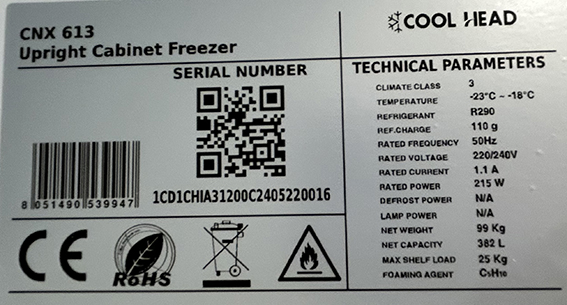 CNX 613
Upright Cabinet Freezer
COOL HEAD
SERIAL NUMBER
1CD1CHIA31200C2405220016
8 051490 539947
CE
RoHS
TECHNICAL PARAMETERS
CLIMATE CLASS 3
TEMPERATURE -23°C ~ -18°C
REFRIGERANT R290
REF.CHARGE 110 g
RATED FREQUENCY 50Hz
RATED VOLTAGE 220/240V
RATED CURRENT 1.1 A
RATED POWER 215 W
DEFROST POWER N/A
LAMP POWER N/A
NET WEIGHT 99 Kg
NET CAPACITY 382 L
MAX SHELF LOAD 25 Kg
FOAMING AGENT C5H10